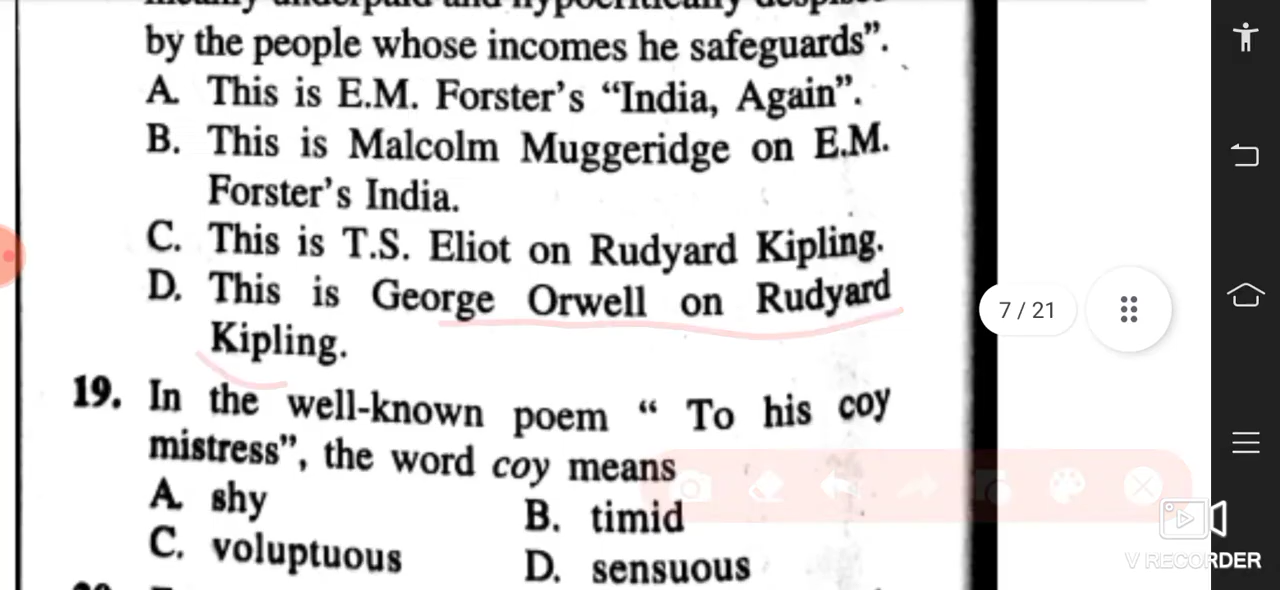 by the people whose incomes he safeguards”.
A. This is E.M. Forster’s “India, Again”.
B. This is Malcolm Muggeridge on E.M.
Forster’s India.
C. This is T.S. Eliot on Rudyard Kipling.
D. This is George Orwell on Rudyard
Kipling.
19. In the well-known poem “ To his coy
mistress”, the word coy means
A. shy
B. timid
C. voluptuous
D. sensuous
7 / 21
V RECORDER